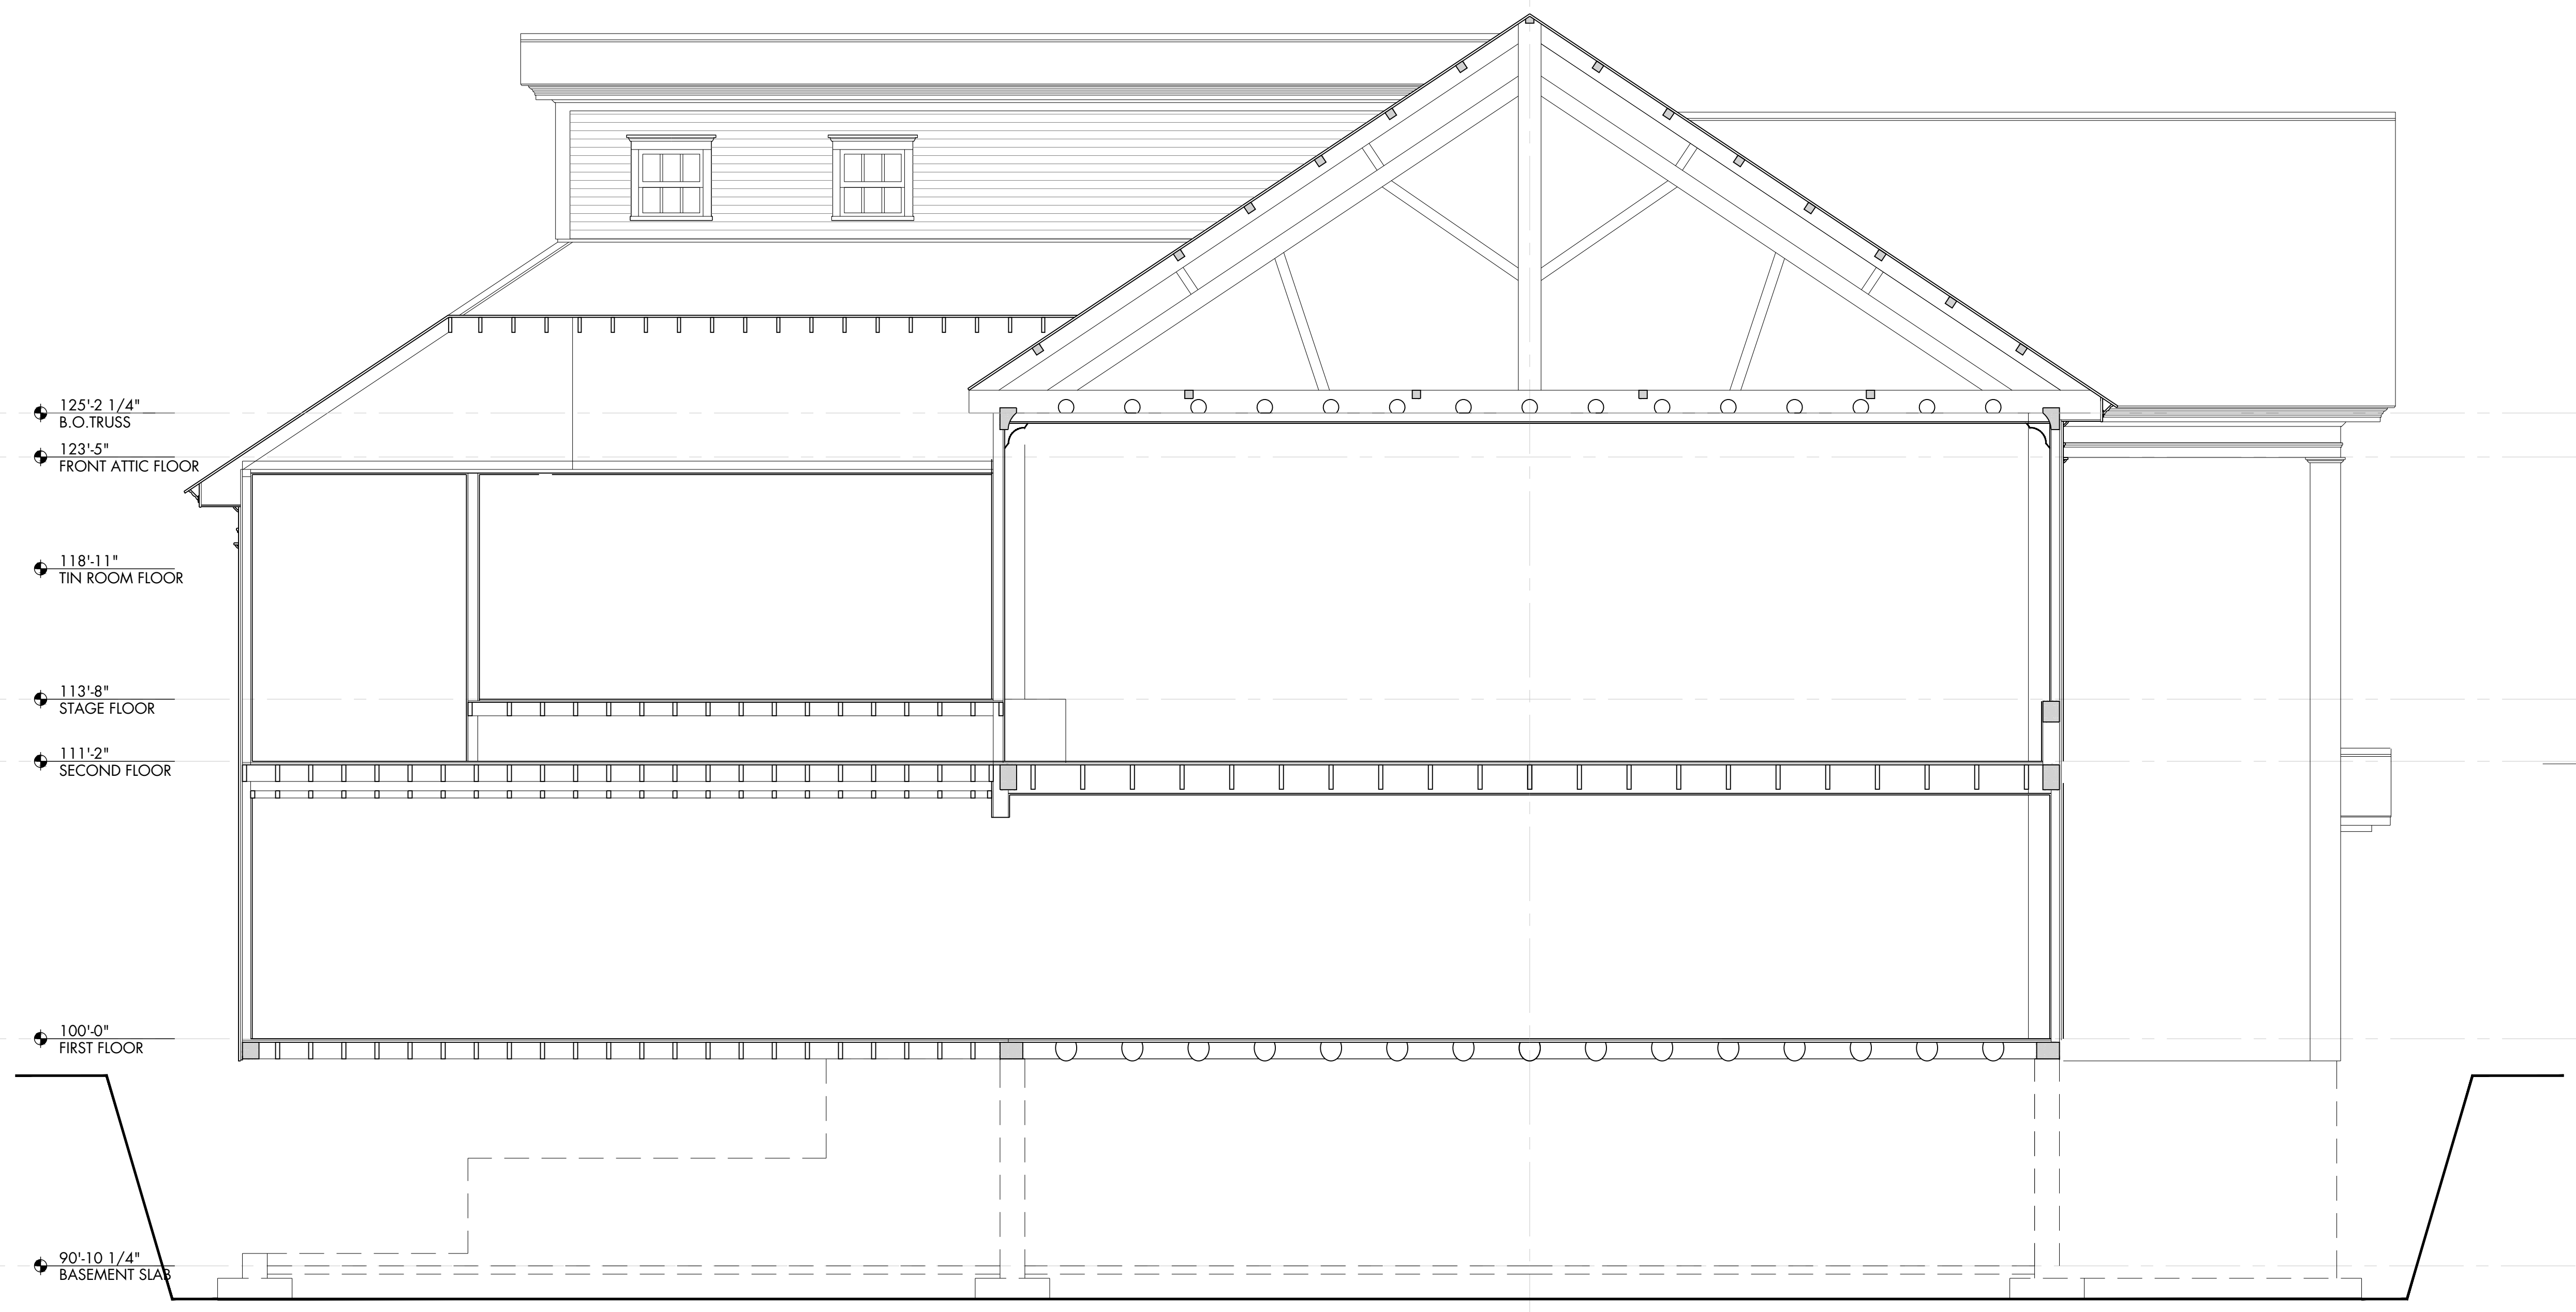 125'-2 1/4"
B.O.TRUSS
123'-5"
FRONT ATTIC FLOOR
118'-11"
TIN ROOM FLOOR
113'-8"
STAGE FLOOR
111'-2"
SECOND FLOOR
100'-0"
FIRST FLOOR
90'-10 1/4"
BASEMENT SLAB